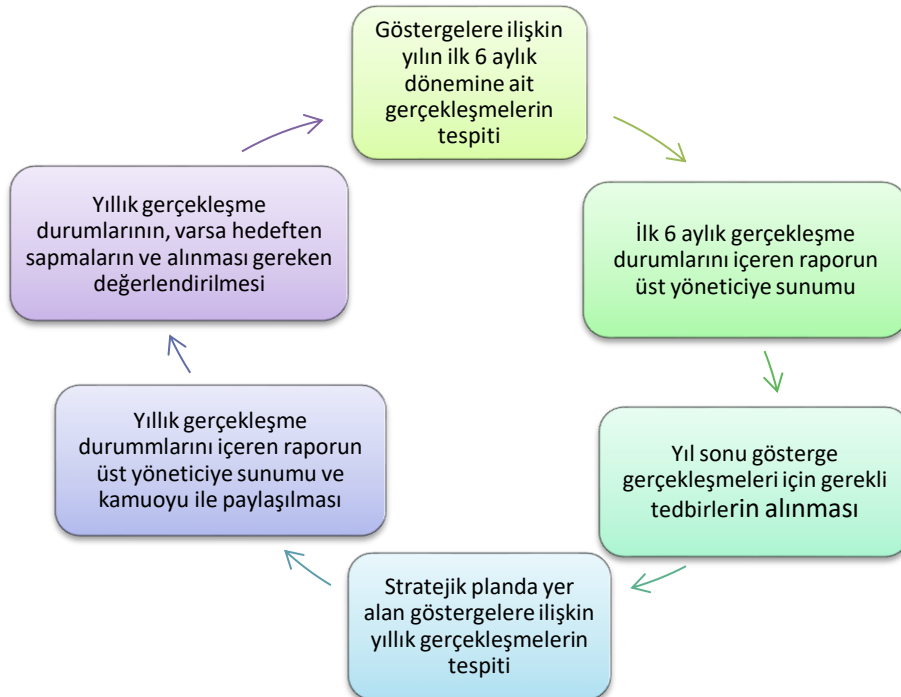 Göstergelere ilişkin
yılın ilk 6 aylık
dönemine ait
gerçekleşmelerin
tespiti
İlk 6 aylık gerçekleşme
durumlarını içeren raporun
üst yöneticiye sunumu
Yıl sonu gösterge
gerçekleşmeleri için gerekli
tedbirlerin alınması
Stratejik planda yer
alan göstergelere ilişkin
yıllık gerçekleşmelerin
tespiti
Yıllık gerçekleşme
durummlarını içeren raporun
üst yöneticiye sunumu ve
kamuoyu ile paylaşılması
Yıllık gerçekleşme
durumlarının, varsa hedeften
sapmaların ve alınması gereken
değerlendirilmesi